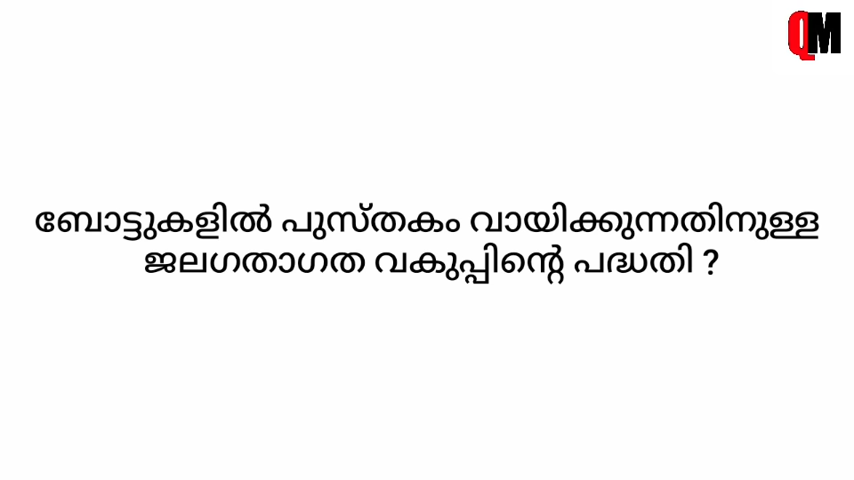 QM
ബോട്ടുകളിൽ പുസ്തകം വായിക്കുന്നതിനുള്ള
ജലഗതാഗത വകുപ്പിന്റെ പദ്ധതി ?